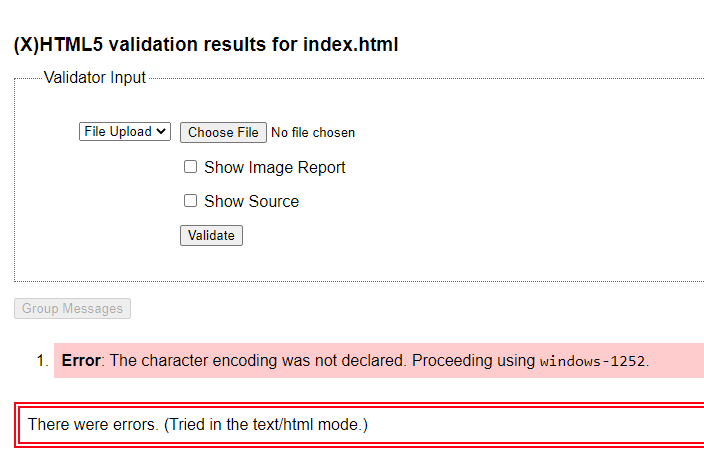 (X)HTML5 validation results for index.html
Validator Input
File Upload Choose File No file chosen
Show Image Report
Show Source
Validate
Group Messages
1. Error: The character encoding was not declared. Proceeding using windows-1252.
There were errors. (Tried in the text/html mode.)